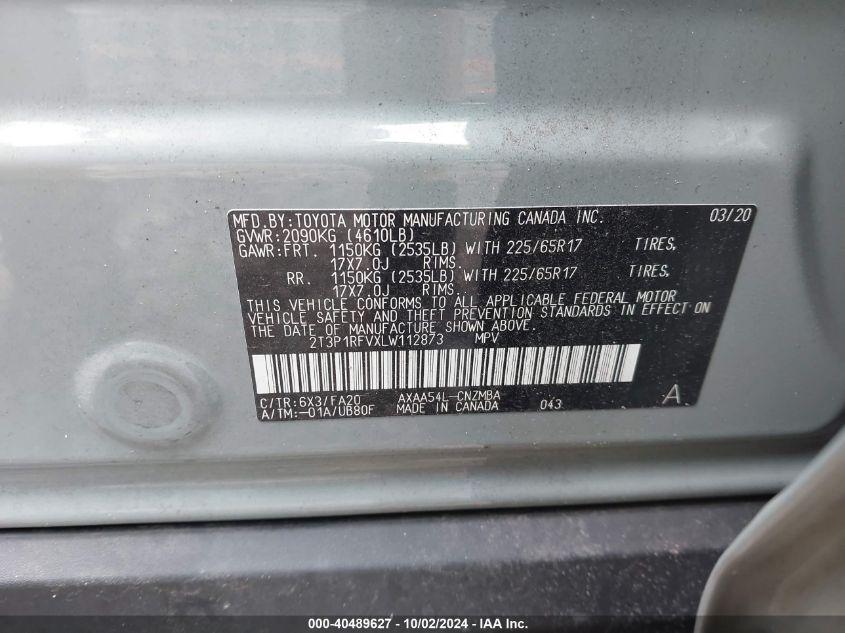 MFD.BY:TOYOTA MOTOR MANUFACTURING CANADA INC. 03/20
GVWR:2090KG (4610LB)
GAWR:FRT. 1150KG (2535LB) WITH 225/65R17 TIRES,
17X7.0J RIMS.
RR. 1150KG (2535LB) WITH 225/65R17 TIRES,
17X7.0J RIMS.
THIS VEHICLE CONFORMS TO ALL APPLICABLE FEDERAL MOTOR
VEHICLE SAFETY AND THEFT PREVENTION STANDARDS IN EFFECT ON
THE DATE OF MANUFACTURE SHOWN ABOVE.
2T3P1RFVXLW112873 MPV
C/TR:6X3/FA20 AXAA54L-CNZMBA A
A/TM:-01A/UB80F MADE IN CANADA 043
000-40489627 - 10/02/2024 - IAA Inc.